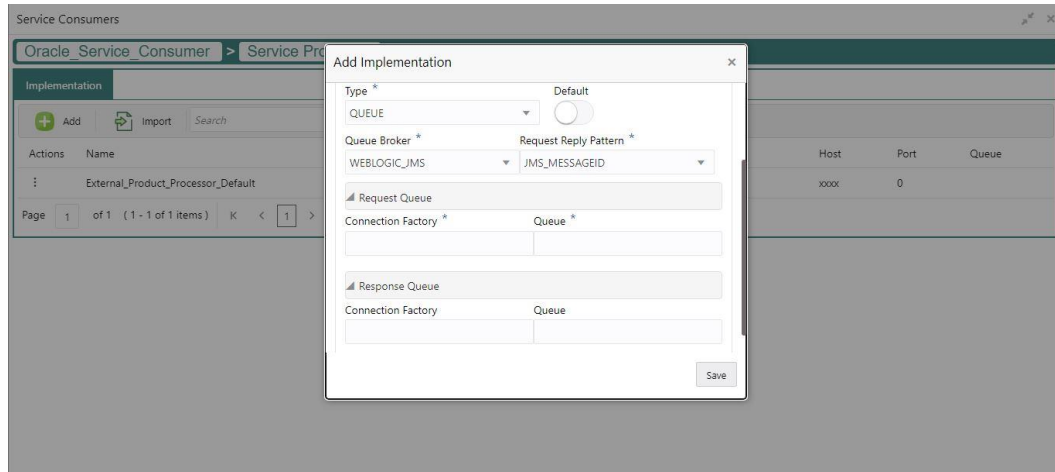 Service Consumers
Oracle_Service_Consumer > Service Pro
Implementation
Add Import Search
Actions Name Host Port Queue
External_Product_Processor_Default xxxx 0
Page 1 of 1 (1 - 1 of 1 items) K < 1 >
Add Implementation ×
Type * Default
QUEUE
Queue Broker * Request Reply Pattern *
WEBLOGIC_JMS JMS_MESSAGEID
Request Queue
Connection Factory * Queue *
Response Queue
Connection Factory Queue
Save